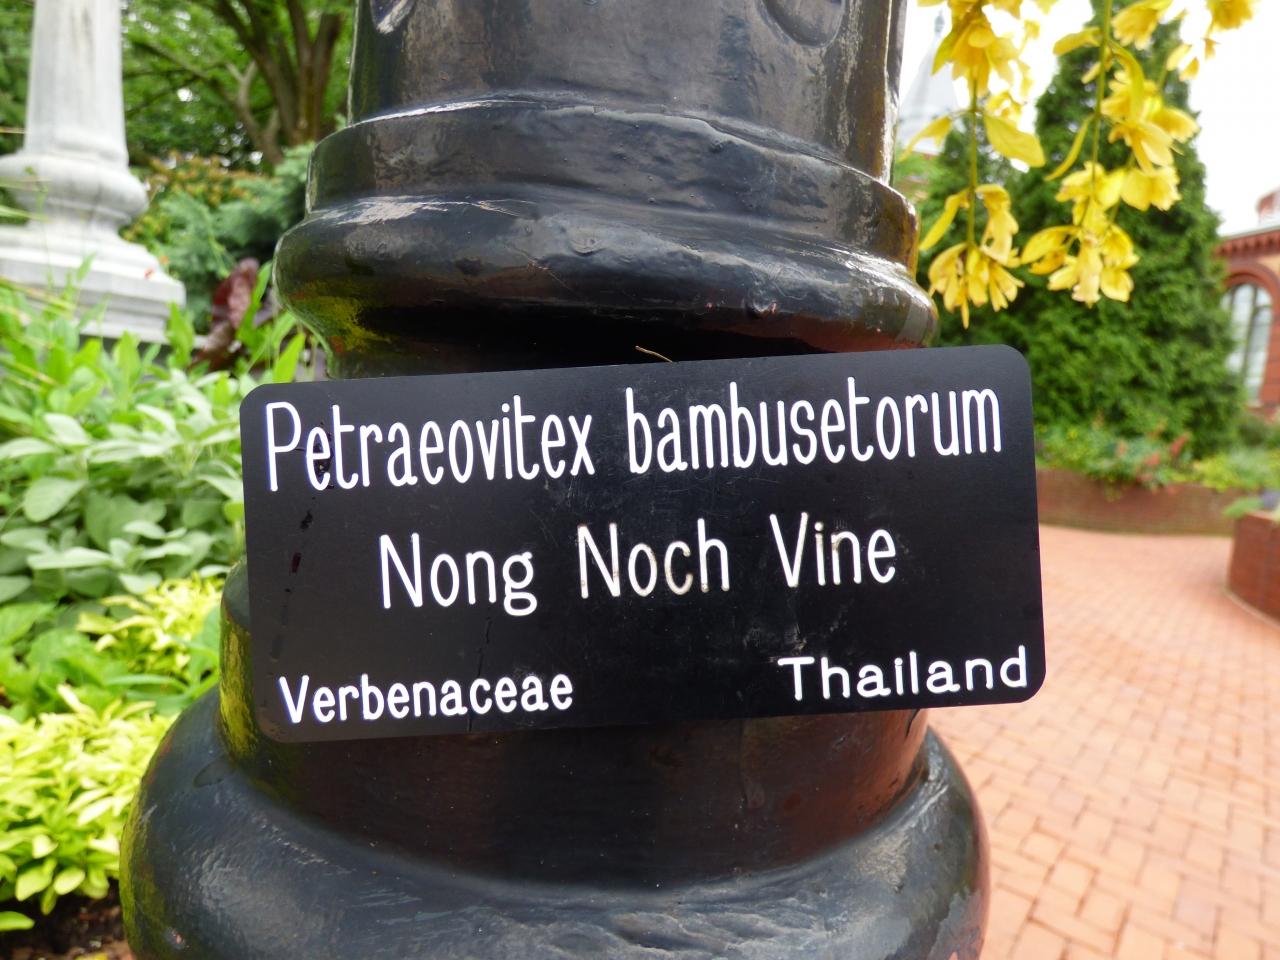 Petraeovitex bambusetorum
Nong Noch Vine
Verbenaceae Thailand